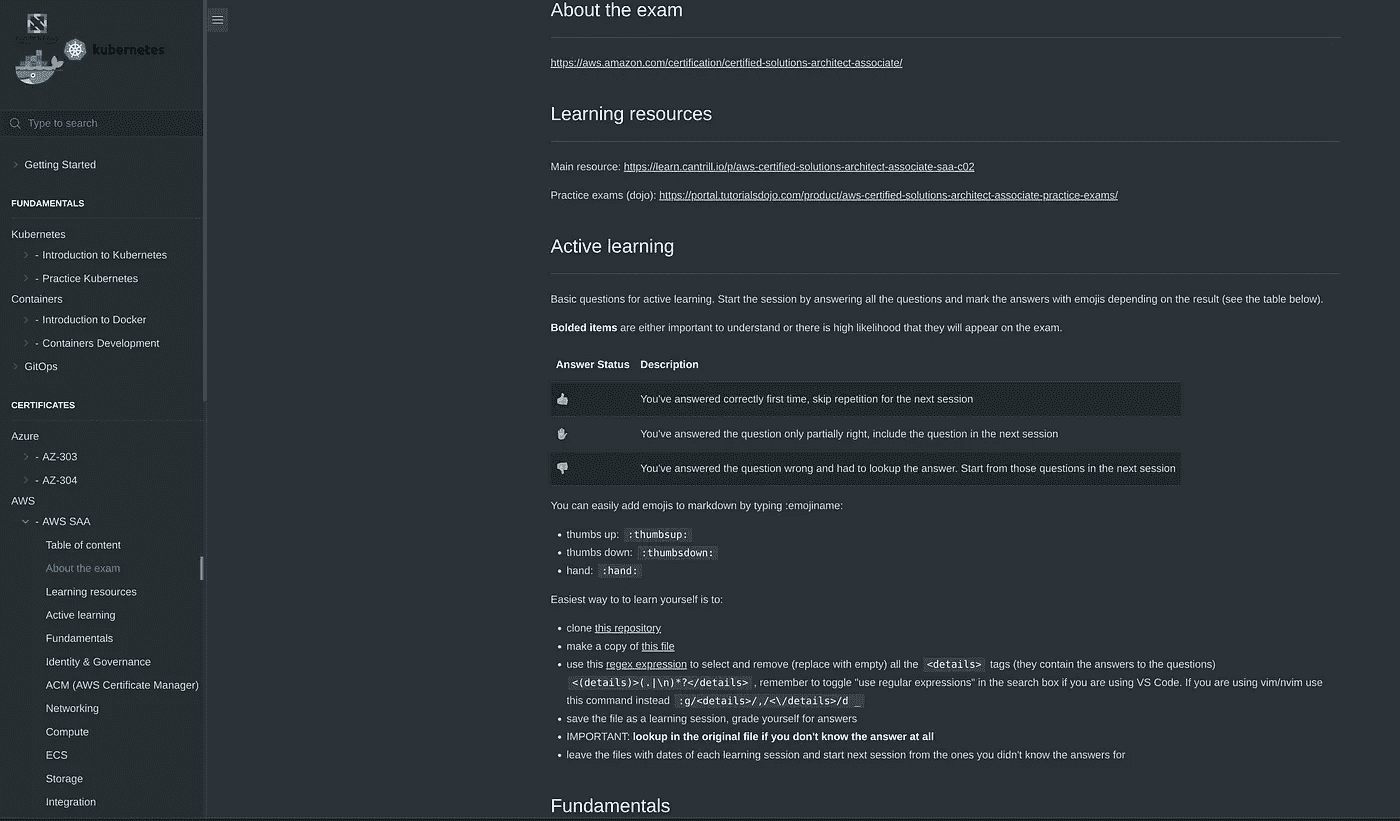 kubernetes
Type to search
Getting Started
FUNDAMENTALS
Kubernetes
- Introduction to Kubernetes
- Practice Kubernetes
Containers
- Introduction to Docker
- Containers Development
GitOps
CERTIFICATES
Azure
- AZ-303
- AZ-304
AWS
- AWS SAA
Table of content
About the exam
Learning resources
Active learning
Fundamentals
Identity & Governance
ACM (AWS Certificate Manager)
Networking
Compute
ECS
Storage
Integration
About the exam
https://aws.amazon.com/certification/certified-solutions-architect-associate/
Learning resources
Main resource: https://learn.cantrill.io/p/aws-certified-solutions-architect-associate-saa-c02
Practice exams (dojo): https://portal.tutorialsdojo.com/product/aws-certified-solutions-architect-associate-practice-exams/
Active learning
Basic questions for active learning. Start the session by answering all the questions and mark the answers with emojis depending on the result (see the table below).
Bolded items are either important to understand or there is high likelihood that they will appear on the exam.
Answer Status Description
👍 You've answered correctly first time, skip repetition for the next session
✋ You've answered the question only partially right, include the question in the next session
👎 You've answered the question wrong and had to lookup the answer. Start from those questions in the next session
You can easily add emojis to markdown by typing :emojiname:
• thumbs up: :thumbsup:
• thumbs down: :thumbsdown:
• hand: :hand:
Easiest way to to learn yourself is to:
• clone this repository
• make a copy of this file
• use this regex expression to select and remove (replace with empty) all the <details> tags (they contain the answers to the questions)
<(details)>(.|\n)*?</details> , remember to toggle "use regular expressions" in the search box if you are using VS Code. If you are using vim/nvim use
this command instead :g/<details>/,/<\/details>/d _
• save the file as a learning session, grade yourself for answers
• IMPORTANT: lookup in the original file if you don't know the answer at all
• leave the files with dates of each learning session and start next session from the ones you didn't know the answers for
Fundamentals